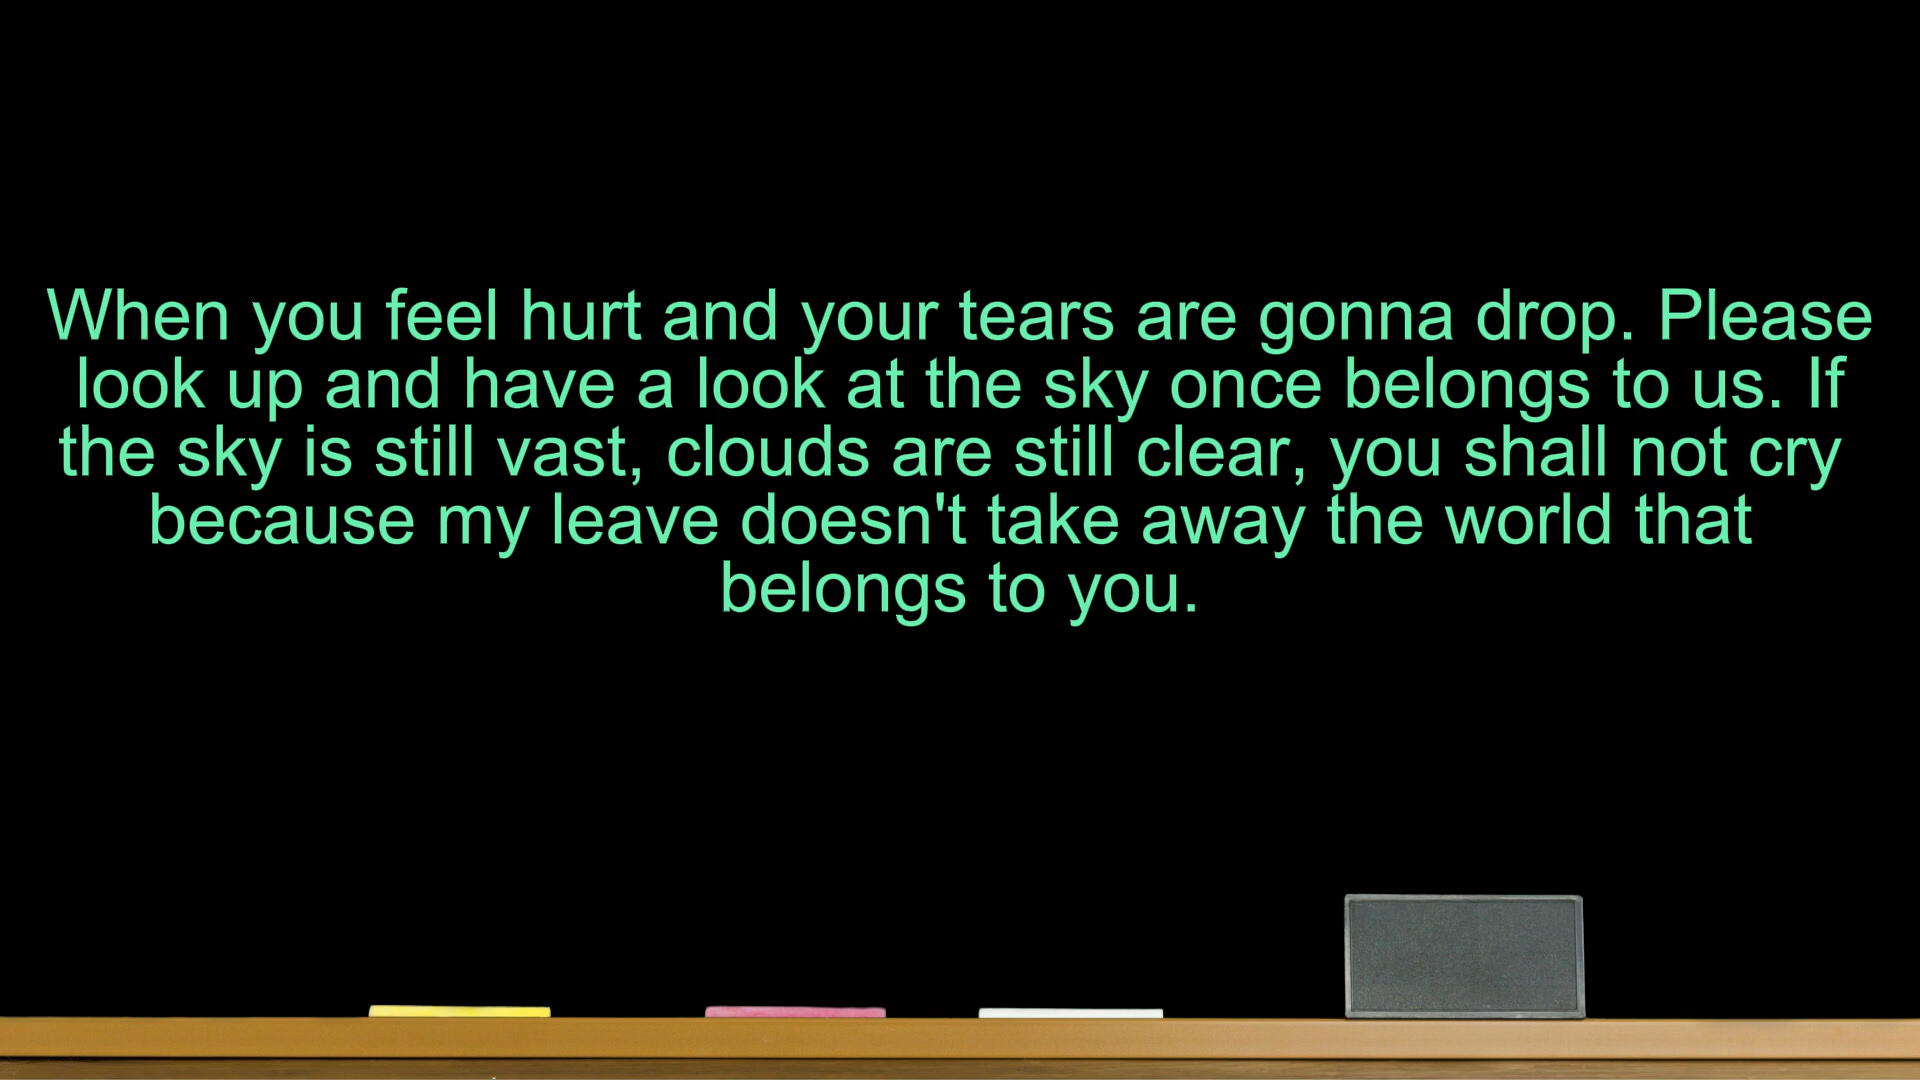 When you feel hurt and your tears are gonna drop. Please
look up and have a look at the sky once belongs to us. If
the sky is still vast, clouds are still clear, you shall not cry
because my leave doesn't take away the world that
belongs to you.